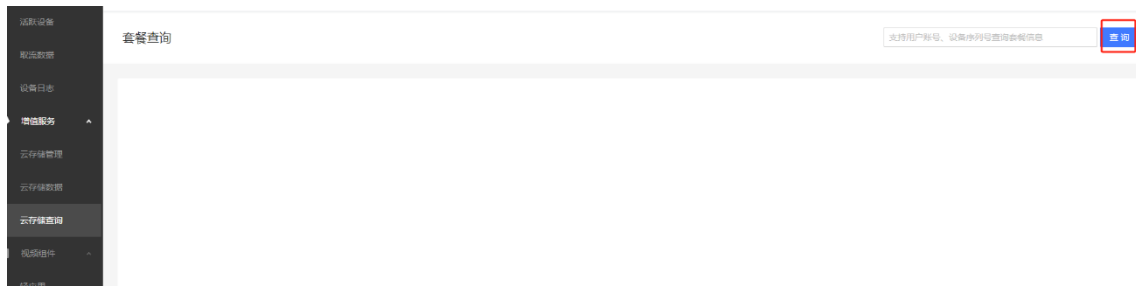 活跃设备
取流数据
设备日志
增值服务
云存储管理
云存储数据
云存储查询
视频组件
套餐查询
支持用户账号、设备序列号查询套餐信息
查 询